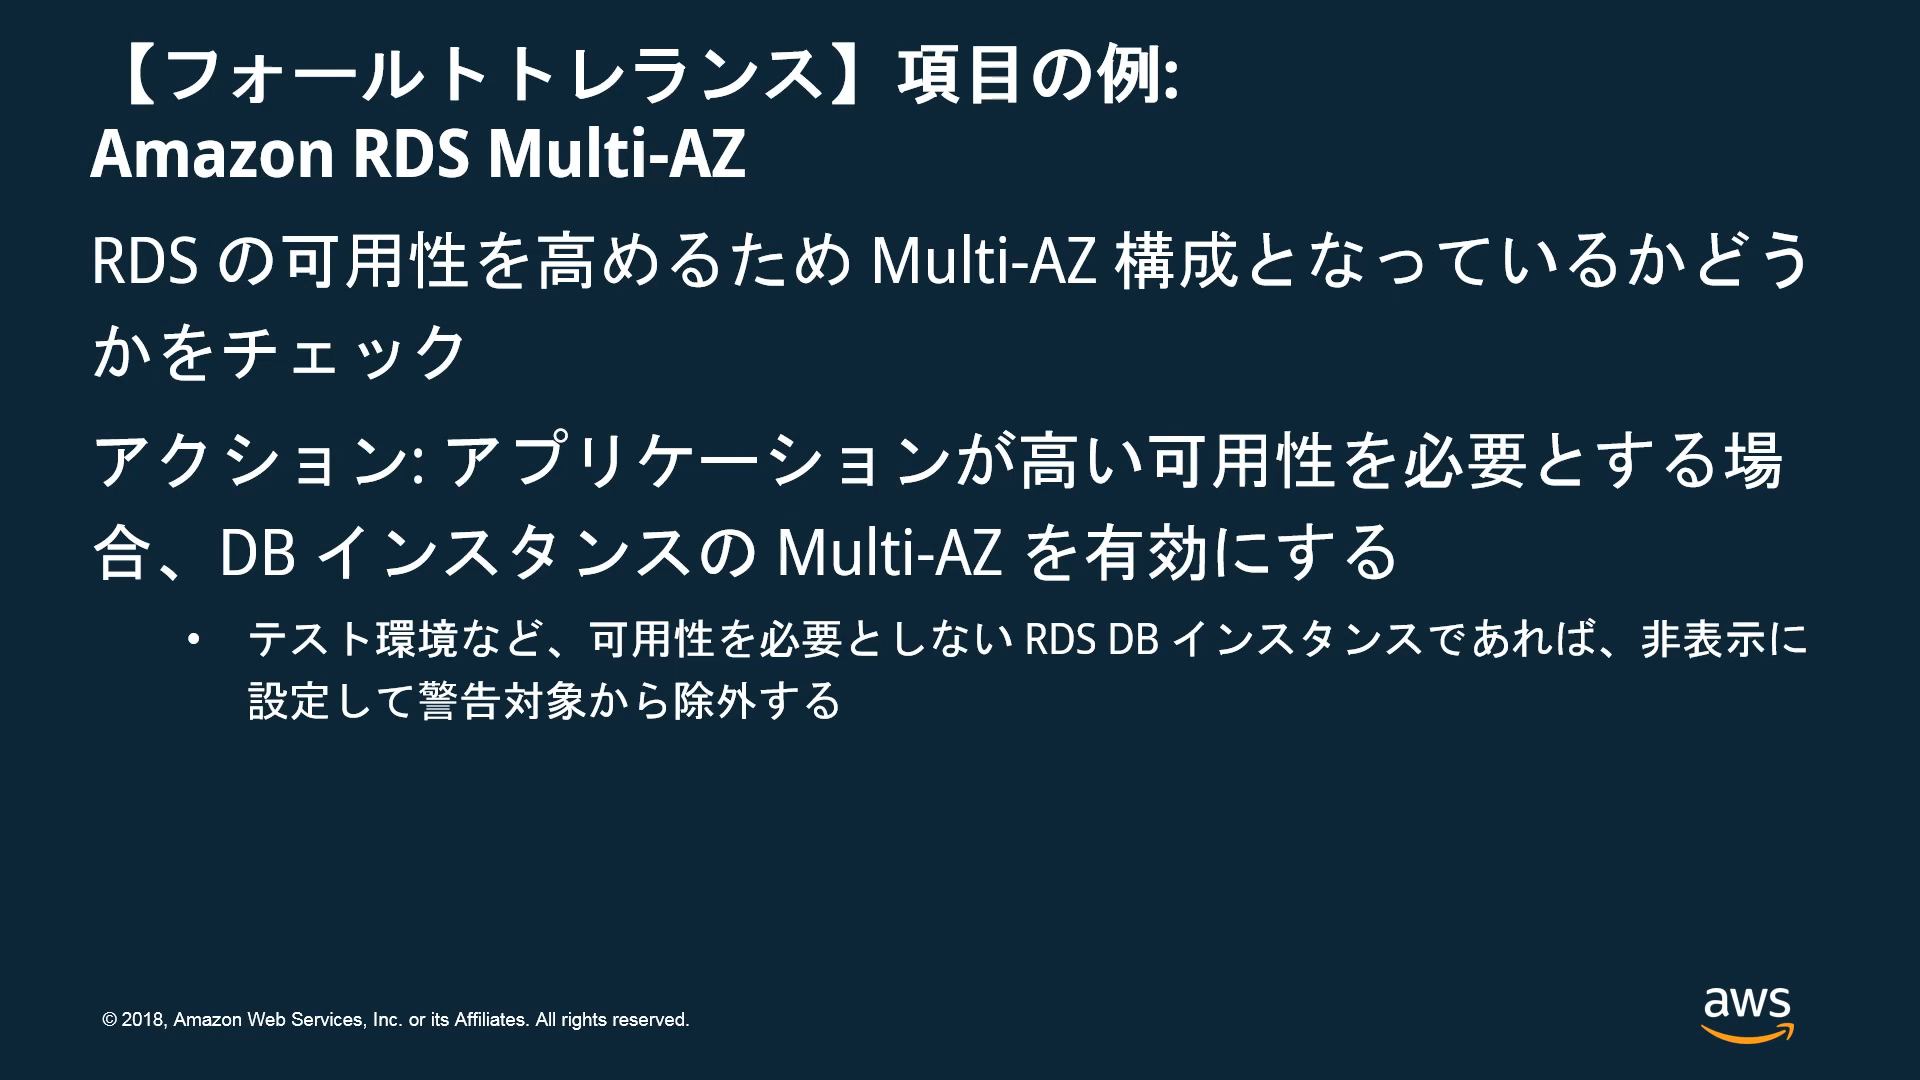 【フォールトトレランス】項目の例:
Amazon RDS Multi-AZ
RDS の可用性を高めるため Multi-AZ 構成となっているかどう
かをチェック
アクション: アプリケーションが高い可用性を必要とする場
合、DB インスタンスの Multi-AZ を有効にする
• テスト環境など、可用性を必要としない RDS DB インスタンスであれば、非表示に
設定して警告対象から除外する
© 2018, Amazon Web Services, Inc. or its Affiliates. All rights reserved.
aws